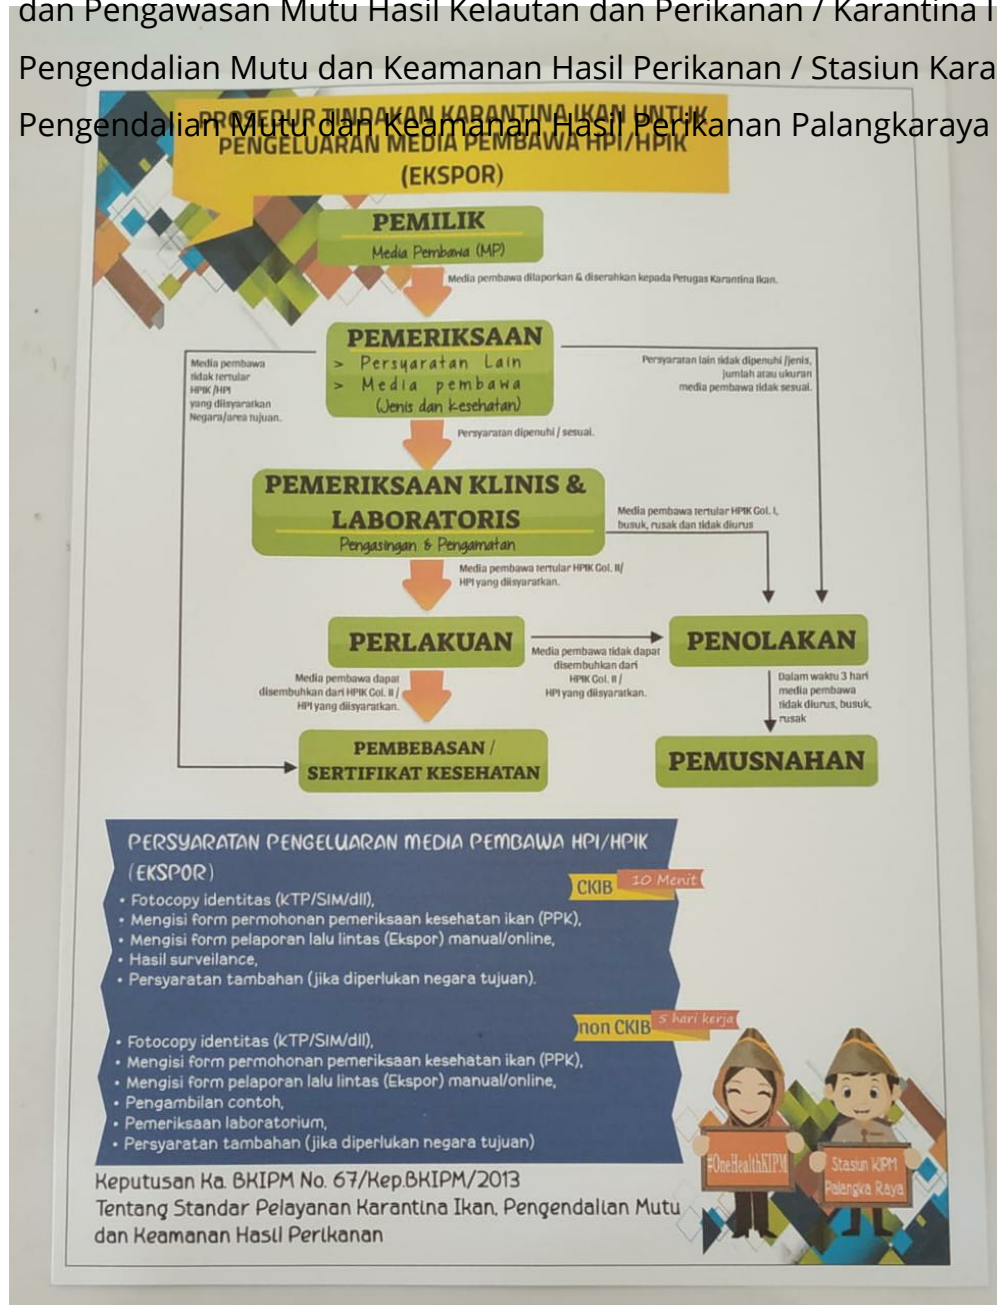 dan Pengawasan Mutu Hasil Kelautan dan Perikanan / Karantina I
Pengendalian Mutu dan Keamanan Hasil Perikanan / Stasiun Kara
Pengendalian Mutu dan Keamanan Hasil Perikanan Palangkaraya
PROSEDUR TINDAKAN KARANTINA IKAN UNTUK
PENGELUARAN MEDIA PEMBAWA HPI/HPIK
(EKSPOR)
PEMILIK
Media Pembawa (MP)
Media pembawa dilaporkan & diserahkan kepada Petugas Karantina Ikan.
PEMERIKSAAN
> Persyaratan Lain
> Media pembawa
(Jenis dan kesehatan)
Media pembawa
tidak tertular
HPIK /HPI
yang diisyaratkan
Negara/area tujuan.
Persyaratan lain tidak dipenuhi /jenis,
jumlah atau ukuran
media pembawa tidak sesuai.
Persyaratan dipenuhi / sesuai.
PEMERIKSAAN KLINIS &
LABORATORIS
Pengasingan & Pengamatan
Media pembawa tertular HPIK Gol. I,
busuk, rusak dan tidak diurus
Media pembawa tertular HPIK Gol. II/
HPI yang diisyaratkan.
PERLAKUAN
Media pembawa tidak dapat
disembuhkan dari
HPIK Gol. II /
HPI yang diisyaratkan.
PENOLAKAN
Media pembawa dapat
disembuhkan dari HPIK Gol. II /
HPI yang diisyaratkan.
Dalam waktu 3 hari
media pembawa
tidak diurus, busuk,
rusak
PEMBEBASAN /
SERTIFIKAT KESEHATAN
PEMUSNAHAN
PERSYARATAN PENGELUARAN MEDIA PEMBAWA HPI/HPIK
(EKSPOR)
CKIB 10 Menit
• Fotocopy identitas (KTP/SIM/dll),
• Mengisi form permohonan pemeriksaan kesehatan ikan (PPK),
• Mengisi form pelaporan lalu lintas (Ekspor) manual/online,
• Hasil surveilance,
• Persyaratan tambahan (jika diperlukan negara tujuan).
non CKIB 5 hari kerja
• Fotocopy identitas (KTP/SIM/dll),
• Mengisi form permohonan pemeriksaan kesehatan ikan (PPK),
• Mengisi form pelaporan lalu lintas (Ekspor) manual/online,
• Pengambilan contoh,
• Pemeriksaan laboratorium,
• Persyaratan tambahan (jika diperlukan negara tujuan)
#OneHealthKIPM
Stasiun KIPM
Palangka Raya
Keputusan Ka. BKIPM No. 67/Kep.BKIPM/2013
Tentang Standar Pelayanan Karantina Ikan, Pengendalian Mutu
dan Keamanan Hasil Perikanan